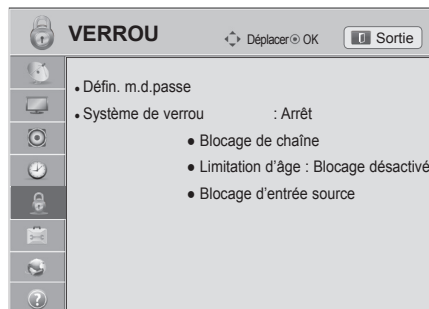 VERROU Déplacer OK Sortie
• Défin. m.d.passe
• Système de verrou : Arrêt
• Blocage de chaîne
• Limitation d'âge : Blocage désactivé
• Blocage d'entrée source